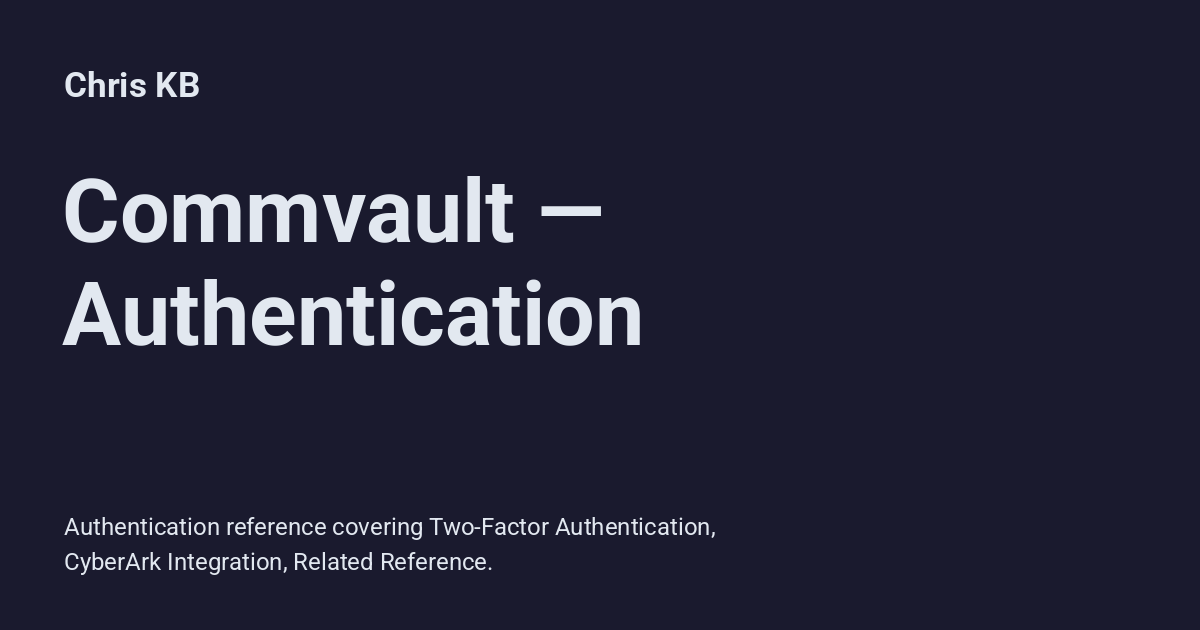 Chris KB
Commvault —
Authentication
Authentication reference covering Two-Factor Authentication,
CyberArk Integration, Related Reference.